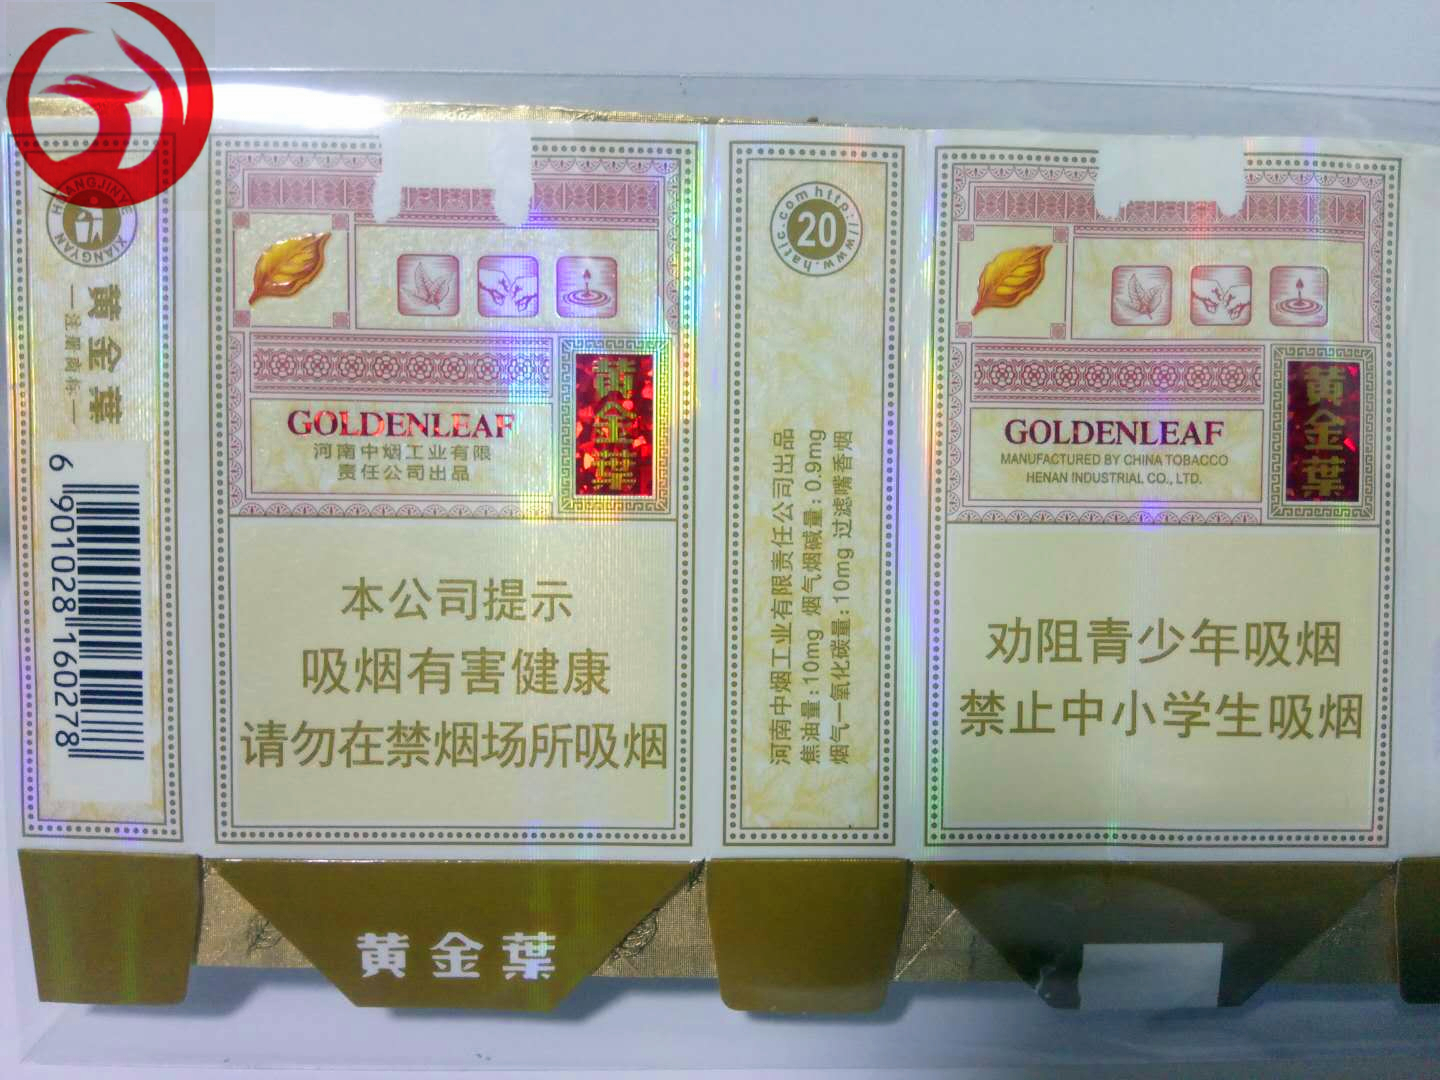 HUANGJINYE
XIANGYAN
黄金葉
注册商标
6 901028 160278
黄金葉
GOLDENLEAF
河南中烟工业有限
责任公司出品
本公司提示
吸烟有害健康
请勿在禁烟场所吸烟
黄金葉
http://www.hatic.com
20
河南中烟工业有限责任公司出品
焦油量:10mg 烟气烟碱量:0.9mg
烟气一氧化碳量:10mg 过滤嘴香烟
黄金葉
GOLDENLEAF
MANUFACTURED BY CHINA TOBACCO
HENAN INDUSTRIAL CO., LTD.
劝阻青少年吸烟
禁止中小学生吸烟